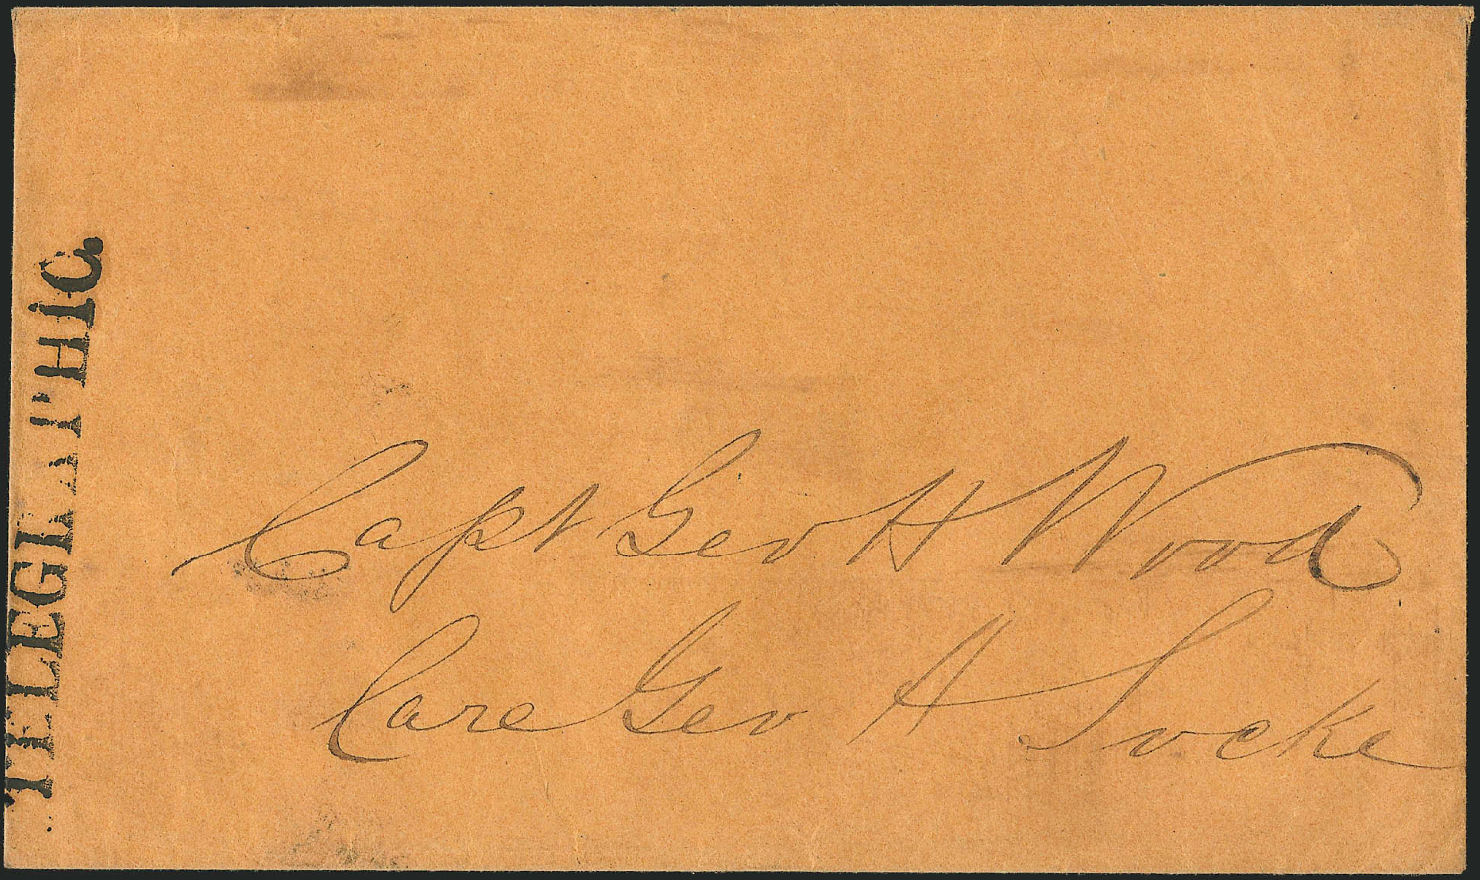 TELEGRAPHIC.
Capt Geo H Wood
Care Geo H Locke